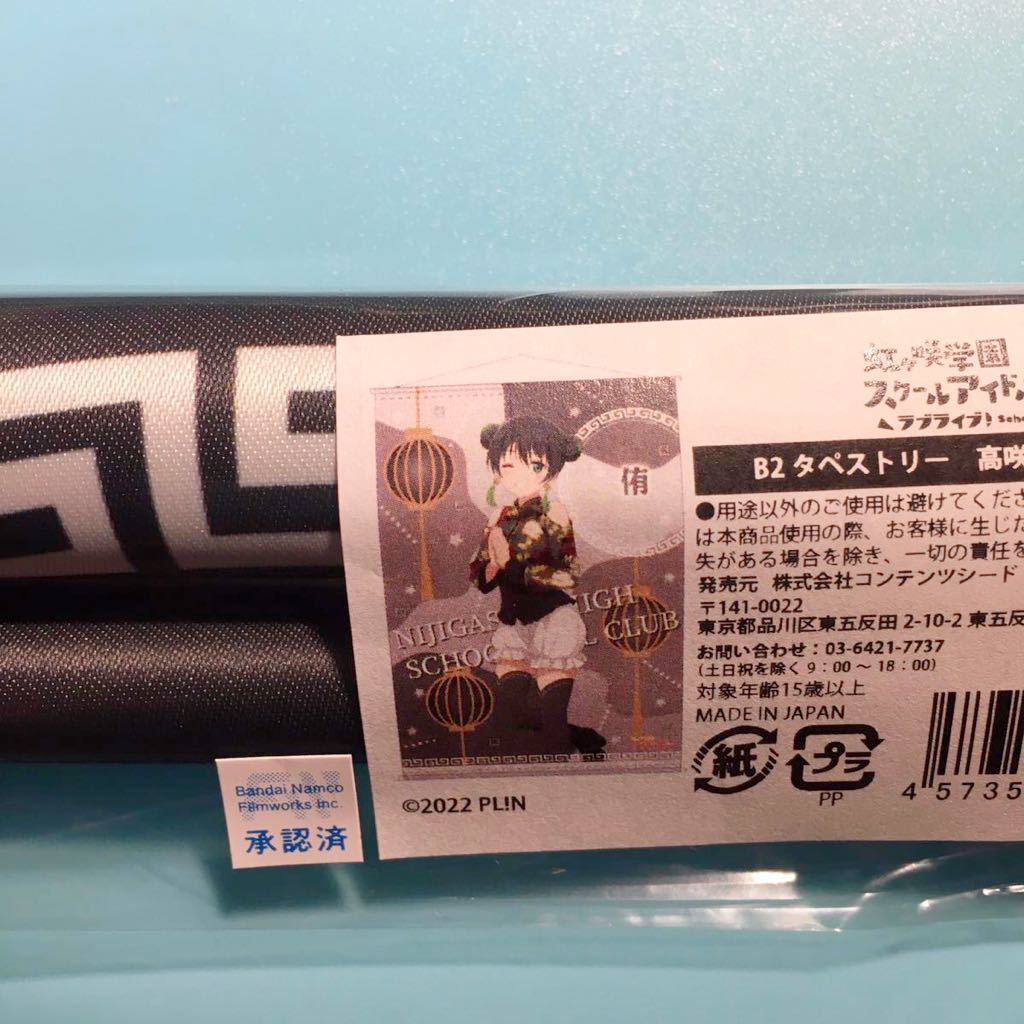 虹ヶ咲学園
スクールアイド
ラブライブ! Scho
B2 タペストリー 高咲
侑
●用途以外のご使用は避けてくださ
は本商品使用の際、お客様に生じた
失がある場合を除き、一切の責任を
発売元 株式会社コンテンツシード
〒141-0022
東京都品川区東五反田 2-10-2 東五反
お問い合わせ：03-6421-7737
(土日祝を除く 9：00 ～ 18：00)
対象年齢15歳以上
MADE IN JAPAN
紙
プラ
PP
4 5735
NIJIGAS HIGH
SCHOO L CLUB
©2022 PL!N
Bandai Namco
Filmworks Inc.
承認済